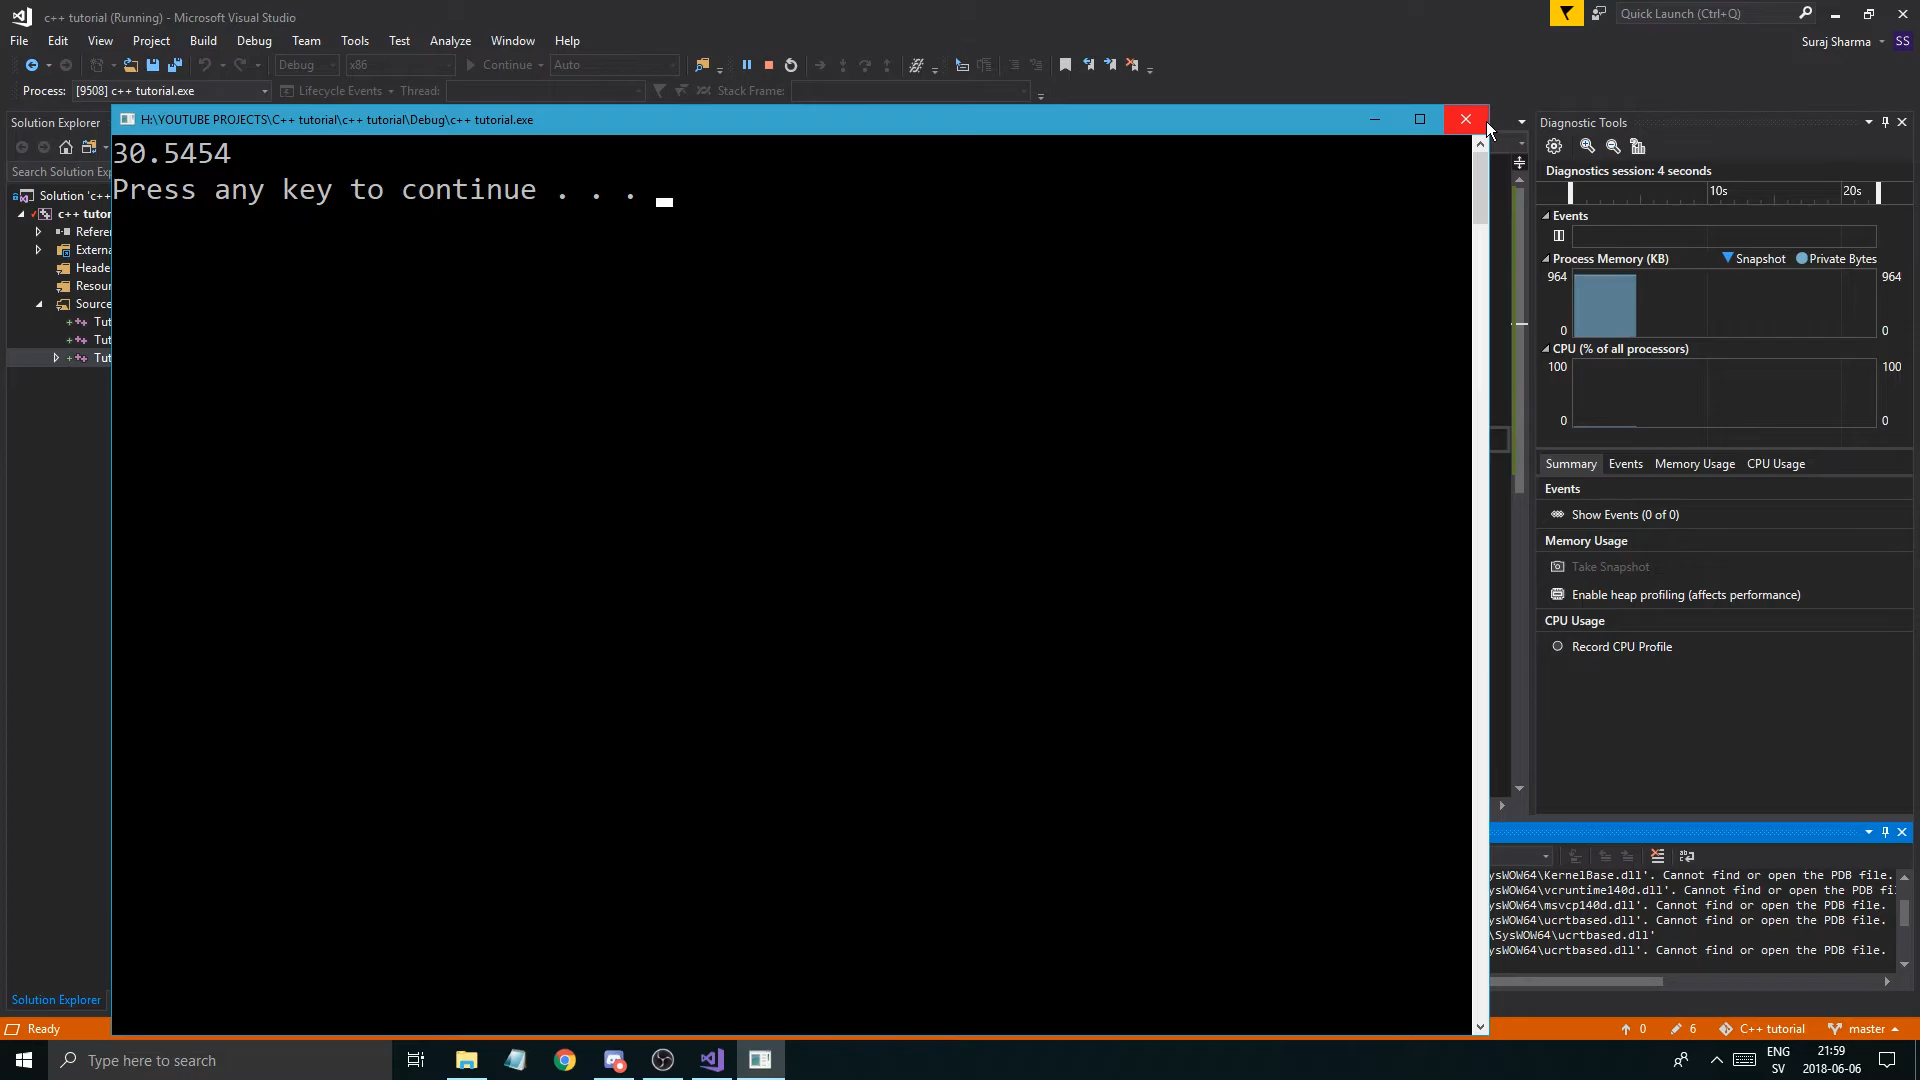 c++ tutorial (Running) - Microsoft Visual Studio
Quick Launch (Ctrl+Q)
File Edit View Project Build Debug Team Tools Test Analyze Window Help
Suraj Sharma SS
Debug x86 Continue Auto
Process: [9508] c++ tutorial.exe Lifecycle Events Thread: Stack Frame:
Solution Explorer
Search Solution Exp
Solution 'c++
c++ tutor
Refere
Externa
Heade
Resour
Source
Tut
Tut
Tut
Solution Explorer
H:\YOUTUBE PROJECTS\C++ tutorial\c++ tutorial\Debug\c++ tutorial.exe
30.5454
Press any key to continue . . .
Diagnostic Tools
Diagnostics session: 4 seconds
10s 20s
Events
Process Memory (KB) Snapshot Private Bytes
964 964
0 0
CPU (% of all processors)
100 100
0 0
Summary Events Memory Usage CPU Usage
Events
Show Events (0 of 0)
Memory Usage
Take Snapshot
Enable heap profiling (affects performance)
CPU Usage
Record CPU Profile
ysWOW64\KernelBase.dll'. Cannot find or open the PDB file.
ysWOW64\vcruntime140d.dll'. Cannot find or open the PDB fil
ysWOW64\msvcp140d.dll'. Cannot find or open the PDB file.
ysWOW64\ucrtbased.dll'. Cannot find or open the PDB file.
\SysWOW64\ucrtbased.dll'
ysWOW64\ucrtbased.dll'. Cannot find or open the PDB file.
Ready
0 6 C++ tutorial master
Type here to search
ENG
SV
21:59
2018-06-06